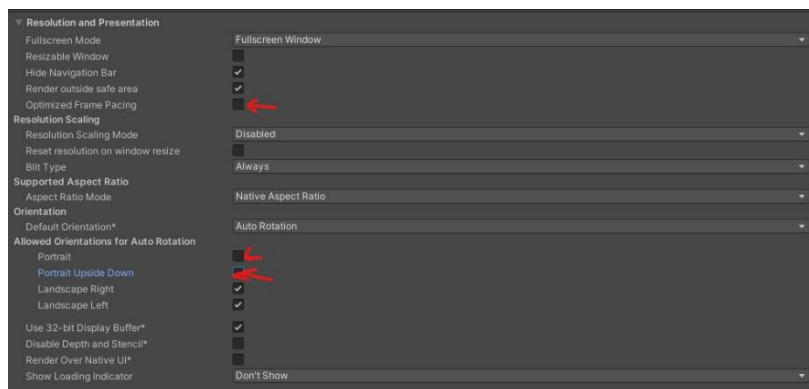 Resolution and Presentation
Fullscreen Mode Fullscreen Window
Resizable Window
Hide Navigation Bar
Render outside safe area
Optimized Frame Pacing
Resolution Scaling
Resolution Scaling Mode Disabled
Reset resolution on window resize
Blit Type Always
Supported Aspect Ratio
Aspect Ratio Mode Native Aspect Ratio
Orientation
Default Orientation* Auto Rotation
Allowed Orientations for Auto Rotation
Portrait
Portrait Upside Down
Landscape Right
Landscape Left
Use 32-bit Display Buffer*
Disable Depth and Stencil*
Render Over Native UI*
Show Loading Indicator Don't Show